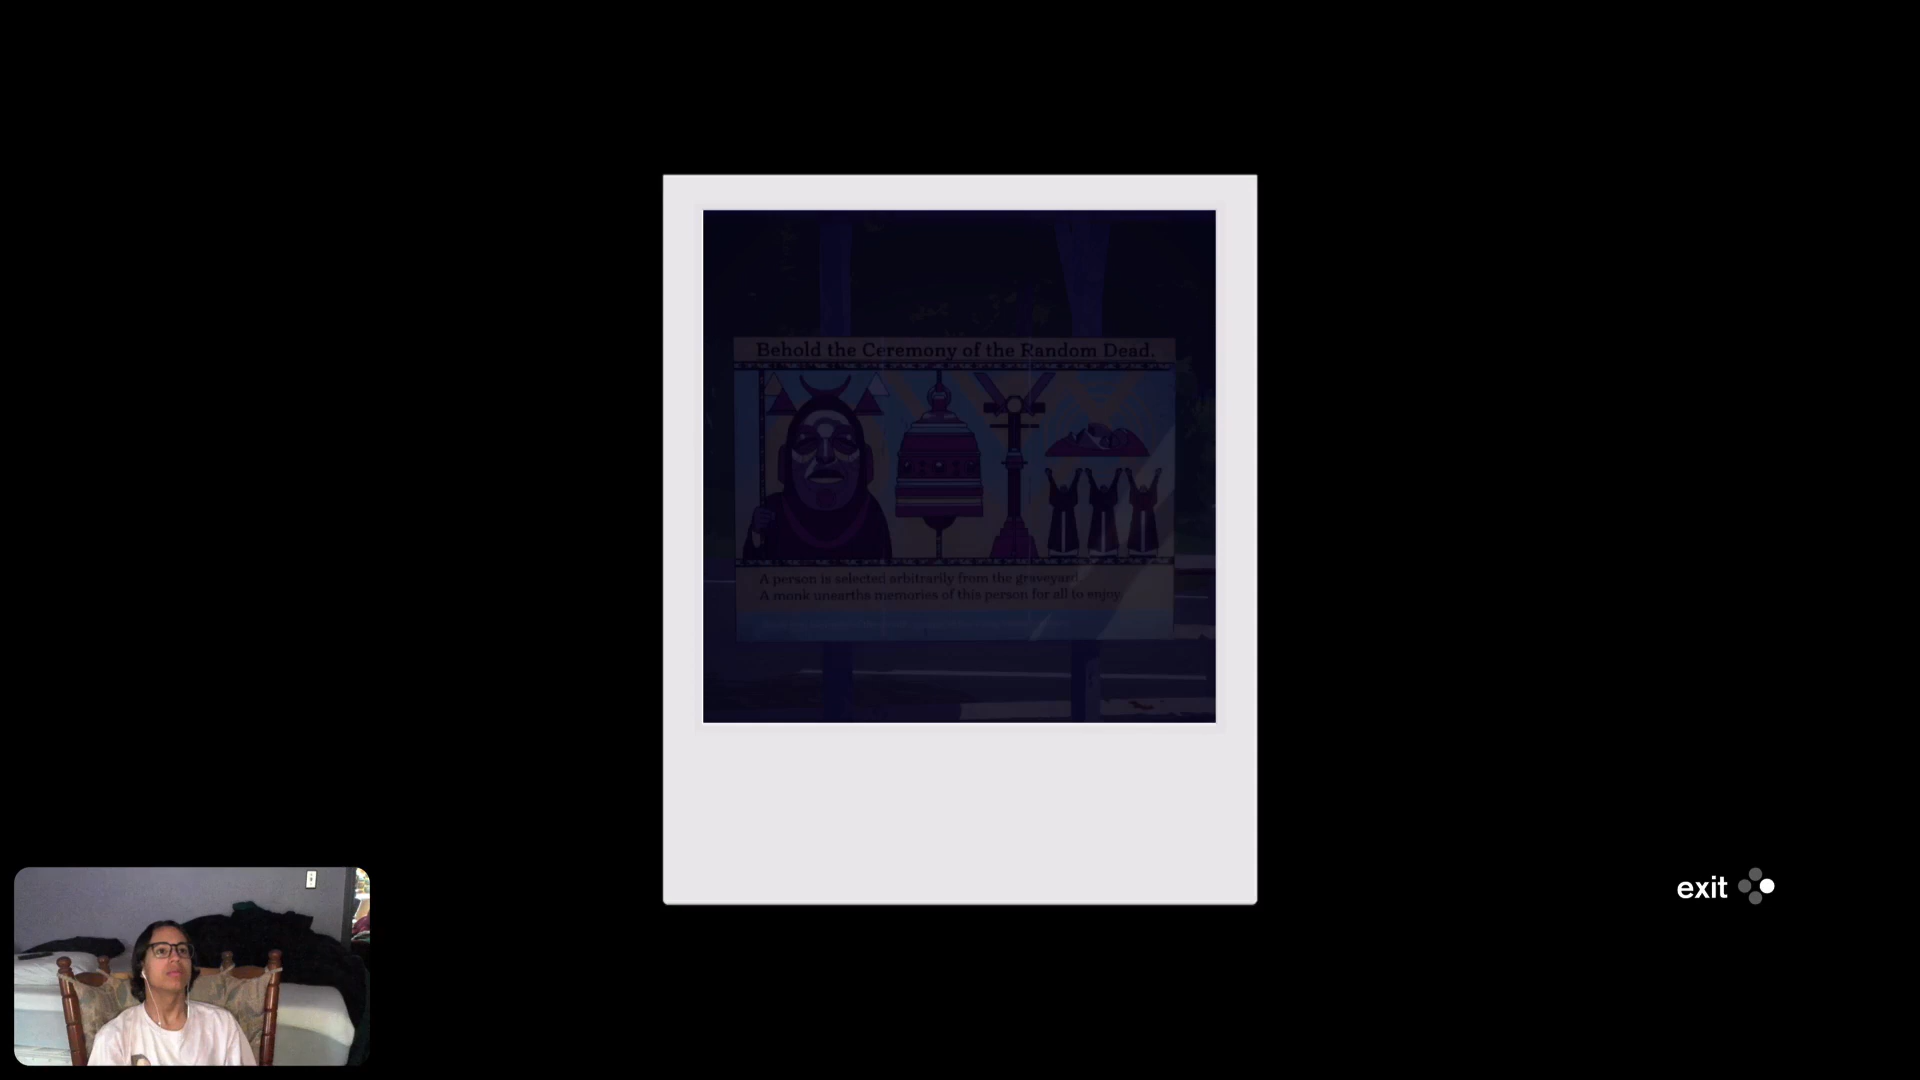 Behold the Ceremony of the Random Dead.
A person is selected arbitrarily from the graveyard.
A monk unearths memories of this person for all to enjoy.
exit